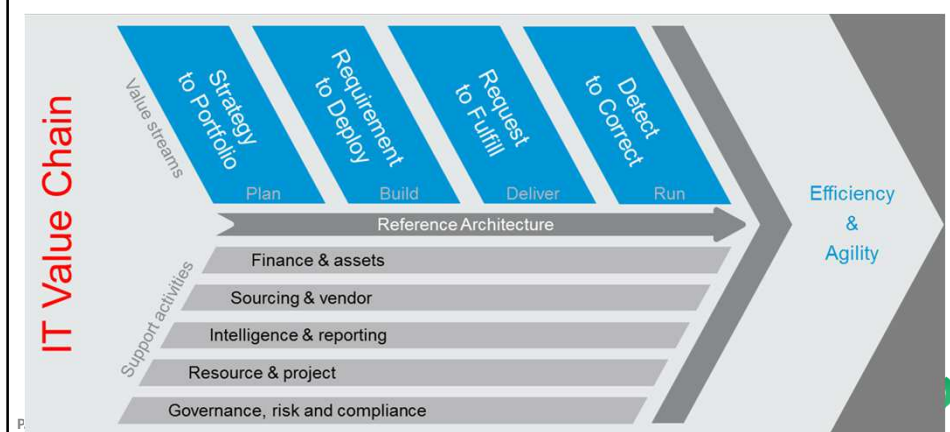 IT Value Chain
Value streams
Strategy
to Portfolio
Plan
Requirement
to Deploy
Build
Request
to Fulfill
Deliver
Detect
to Correct
Run
Reference Architecture
Efficiency
&
Agility
Support activities
Finance & assets
Sourcing & vendor
Intelligence & reporting
Resource & project
Governance, risk and compliance